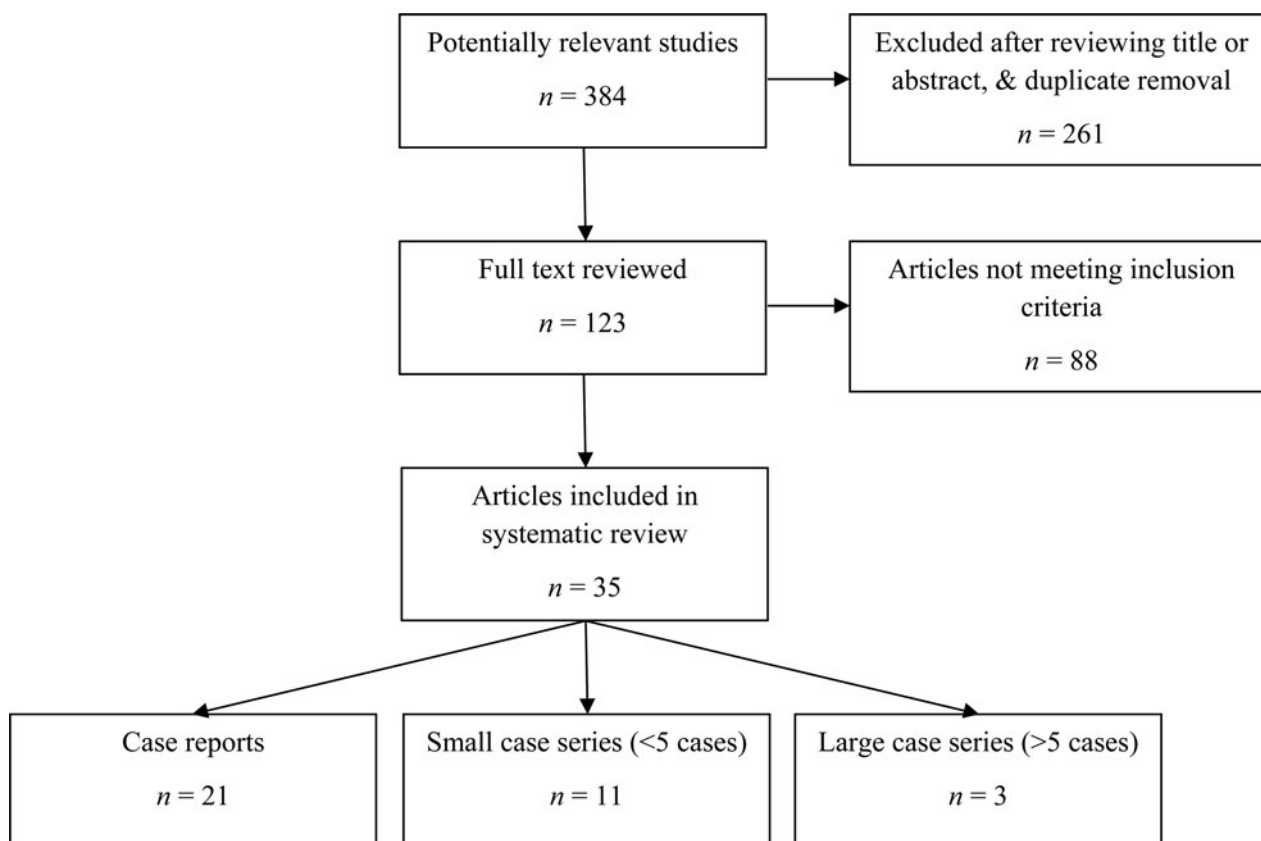 Potentially relevant studies
n = 384
Excluded after reviewing title or
abstract, & duplicate removal
n = 261
Full text reviewed
n = 123
Articles not meeting inclusion
criteria
n = 88
Articles included in
systematic review
n = 35
Case reports
n = 21
Small case series (<5 cases)
n = 11
Large case series (>5 cases)
n = 3